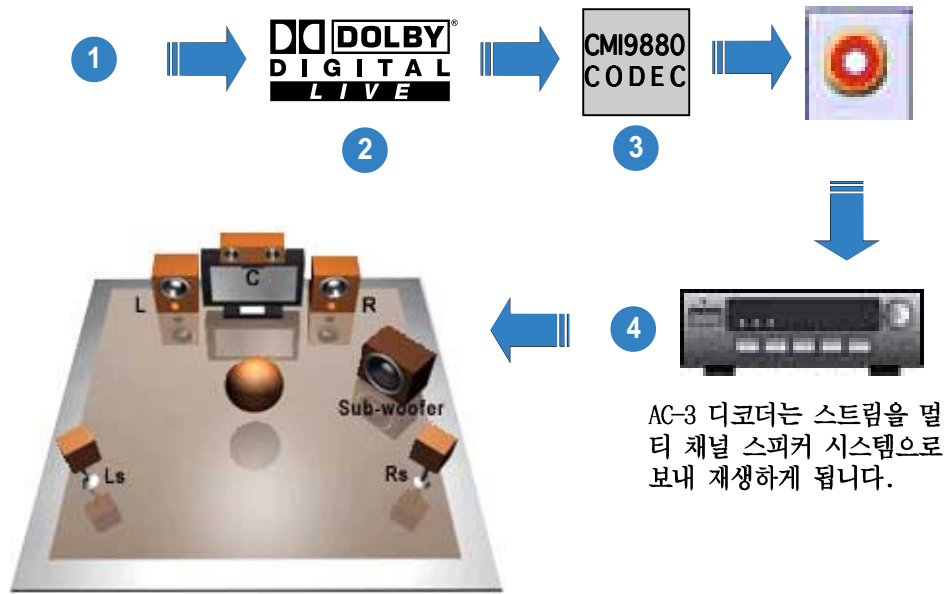 1
DOLBY®
DIGITAL
LIVE
CMI9880
CODEC
2
3
C
L
R
4
Sub-woofer
Ls
Rs
AC-3 디코더는 스트림을 멀
티 채널 스피커 시스템으로
보내 재생하게 됩니다.